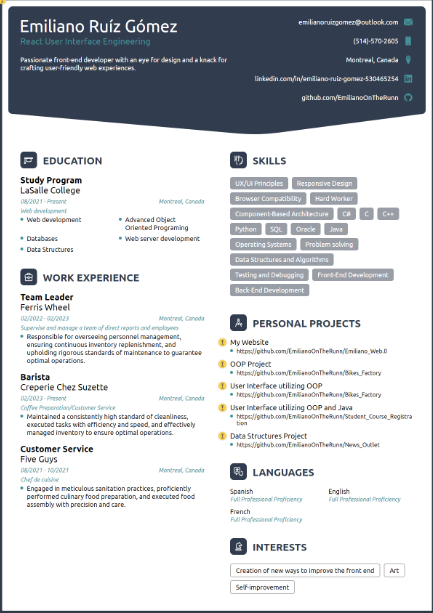 Emiliano Ruíz Gómez
React User Interface Engineering
Passionate front-end developer with an eye for design and a knack for
crafting user-friendly web experiences.
emilianoruizgomez@outlook.com
(514)-570-2605
Montreal, Canada
linkedin.com/in/emiliano-ruiz-gomez-530465254
github.com/EmilianoOnTheRunn
EDUCATION
Study Program
LaSalle College
08/2021 - Present
Montreal, Canada
Web development
Web development
Advanced Object
Oriented Programing
Databases
Web server development
Data Structures
WORK EXPERIENCE
Team Leader
Ferris Wheel
02/2022 - 02/2023
Montreal, Canada
Supervise and manage a team of direct reports and employees
Responsible for overseeing personnel management,
ensuring continuous inventory replenishment, and
upholding rigorous standards of maintenance to guarantee
optimal operations.
Barista
Creperie Chez Suzette
02/2023 - Present
Montreal, Canada
Coffee Preparation/Customer Service
Maintained a consistently high standard of cleanliness,
executed tasks with efficiency and speed, and effectively
managed inventory to ensure optimal operations.
Customer Service
Five Guys
08/2021 - 10/2021
Montreal, Canada
Chef de cuisine
Engaged in meticulous sanitation practices, proficiently
performed culinary food preparation, and executed food
assembly with precision and care.
SKILLS
UX/UI Principles
Responsive Design
Browser Compatibility
Hard Worker
Component-Based Architecture
C#
C
C++
Python
SQL
Oracle
Java
Operating Systems
Problem solving
Data Structures and Algorithms
Testing and Debugging
Front-End Development
Back-End Development
PERSONAL PROJECTS
My Website
https://github.com/EmilianoOnTheRunn/Emiliano_Web.0
OOP Project
https://github.com/EmilianoOnTheRunn/Bikes_Factory
User Interface utilizing OOP
https://github.com/EmilianoOnTheRunn/Bikes_Factory
User Interface utilizing OOP and Java
https://github.com/EmilianoOnTheRunn/Student_Course_Registra
tion
Data Structures Project
https://github.com/EmilianoOnTheRunn/News_Outlet
LANGUAGES
Spanish
Full Professional Proficiency
English
Full Professional Proficiency
French
Full Professional Proficiency
INTERESTS
Creation of new ways to improve the front end
Art
Self-improvement